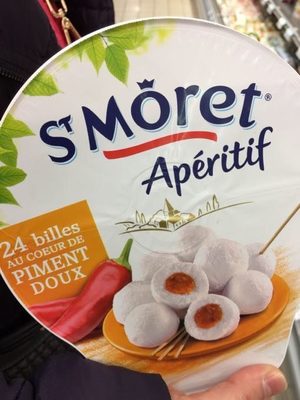 St Môret®
Apéritif
24 billes
AU COEUR DE
PIMENT
DOUX